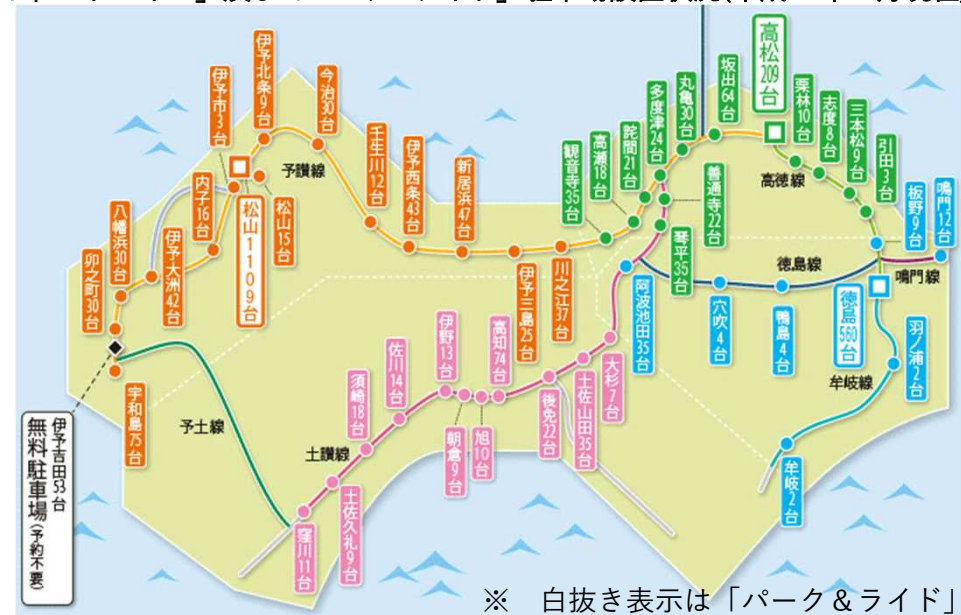 伊予市3台
伊予北条9台
今治30台
壬生川12台
伊予西条43台
新居浜47台
観音寺35台
高瀬18台
詫間21台
多度津24台
丸亀30台
坂出64台
高松209台
栗林10台
志度8台
三本松9台
引田3台
板野9台
鳴門12台
予讃線
高徳線
八幡浜30台
卯之町30台
伊予大洲42台
内子16台
松山1109台
松山15台
伊予三島25台
川之江37台
善通寺22台
琴平35台
徳島線
鳴門線
阿波池田35台
穴吹4台
鴨島4台
徳島560台
羽ノ浦2台
牟岐線
牟岐2台
宇和島75台
予土線
土讃線
須崎18台
佐川14台
伊野13台
高知74台
朝倉9台
旭10台
後免22台
土佐山田35台
大杉7台
土佐久礼9台
窪川11台
伊予吉田53台
無料駐車場(予約不要)
※ 白抜き表示は「パーク&ライド」